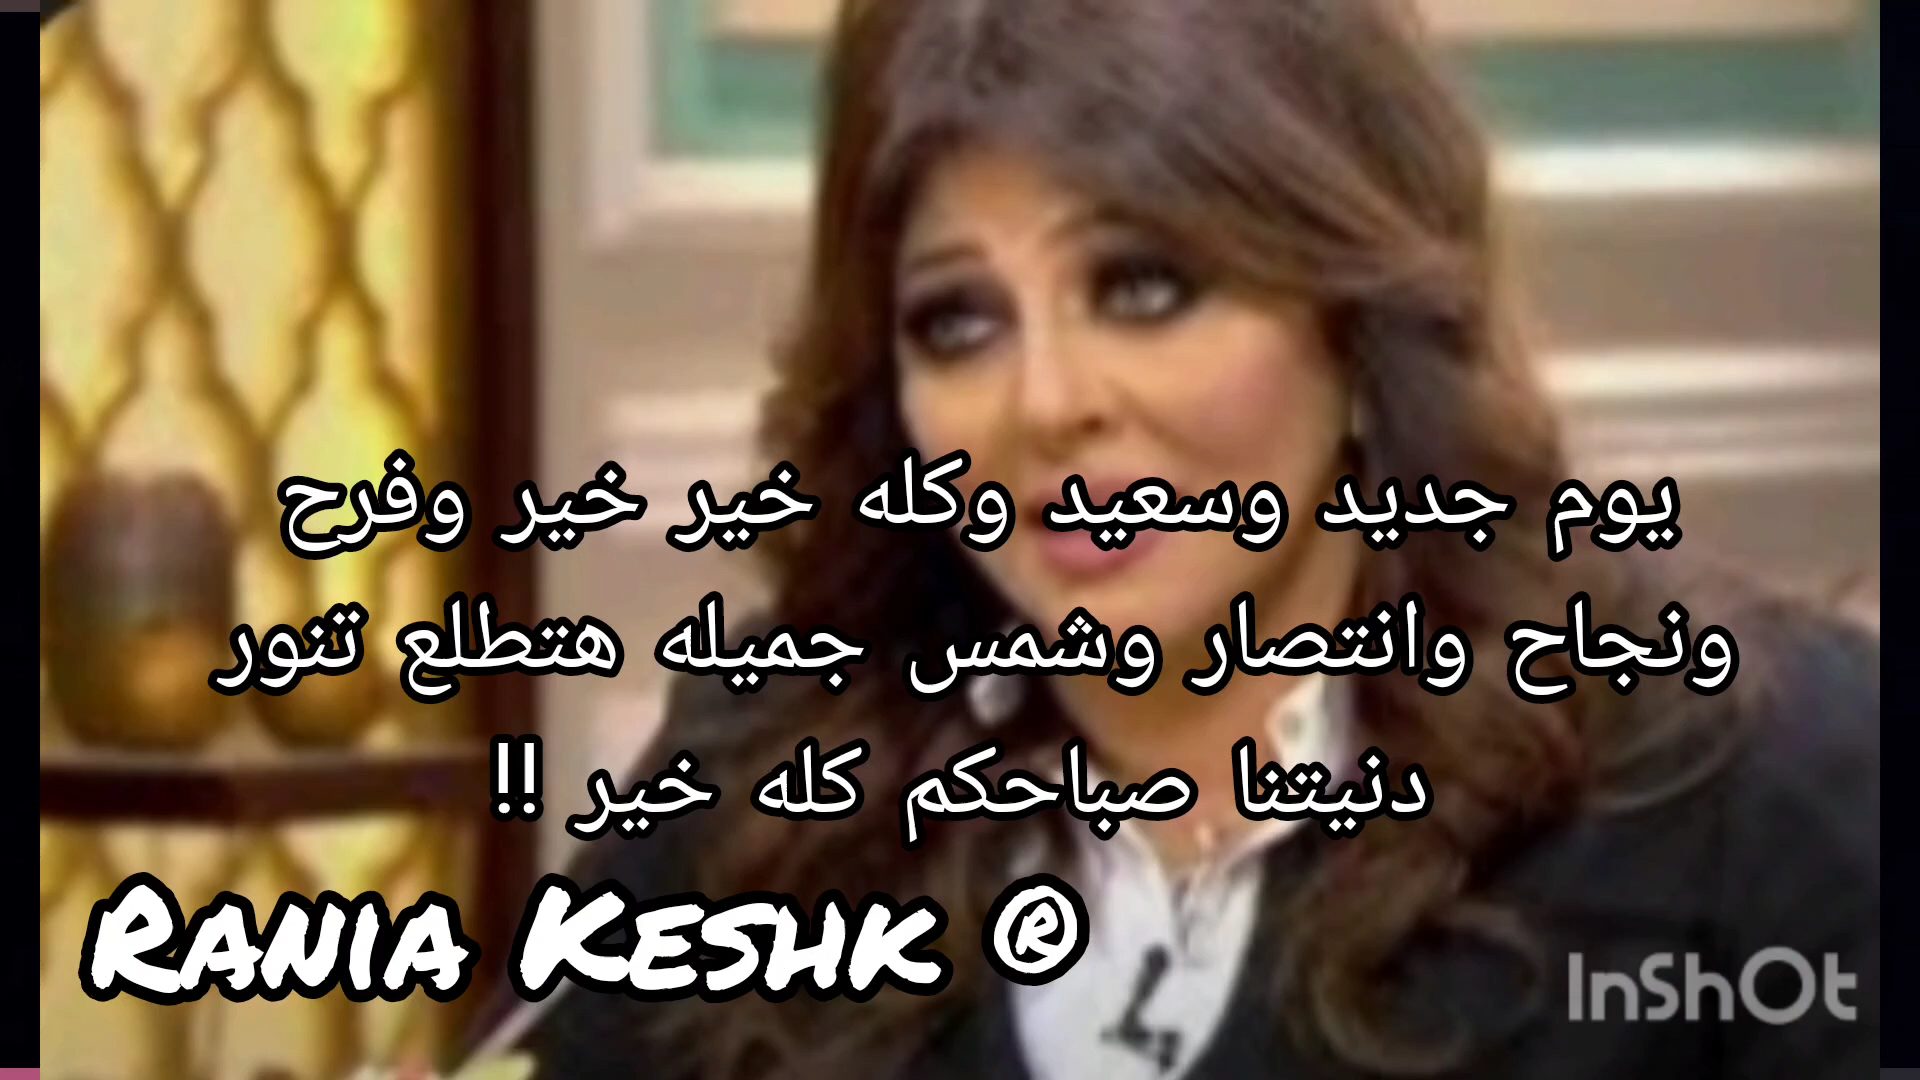 يوم جديد وسعيد وكله خير خير وفرح
ونجاح وانتصار وشمس جميله هتطلع تنور
دنيتنا صباحكم كله خير !!
Rania Keshk ®
InShOt